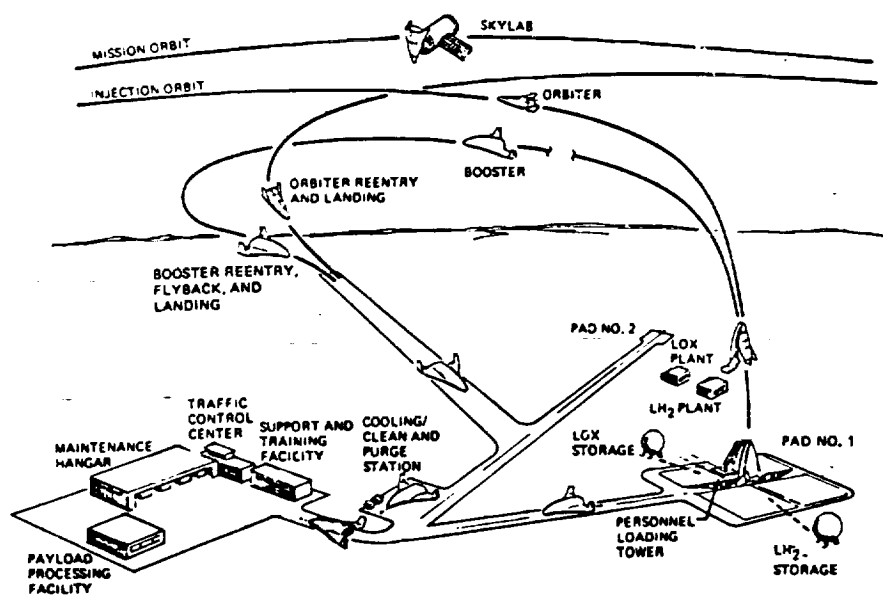 SKYLAB
MISSION ORBIT
INJECTION ORBIT
ORBITER
BOOSTER
ORBITER REENTRY
AND LANDING
BOOSTER REENTRY,
FLYBACK, AND
LANDING
PAD NO. 2
LOX
PLANT
LH2 PLANT
TRAFFIC
CONTROL
CENTER
SUPPORT AND
TRAINING
FACILITY
COOLING/
CLEAN AND
PURGE
STATION
MAINTENANCE
HANGAR
LOX
STORAGE
PAD NO. 1
PERSONNEL
LOADING
TOWER
LH2
STORAGE
PAYLOAD
PROCESSING
FACILITY